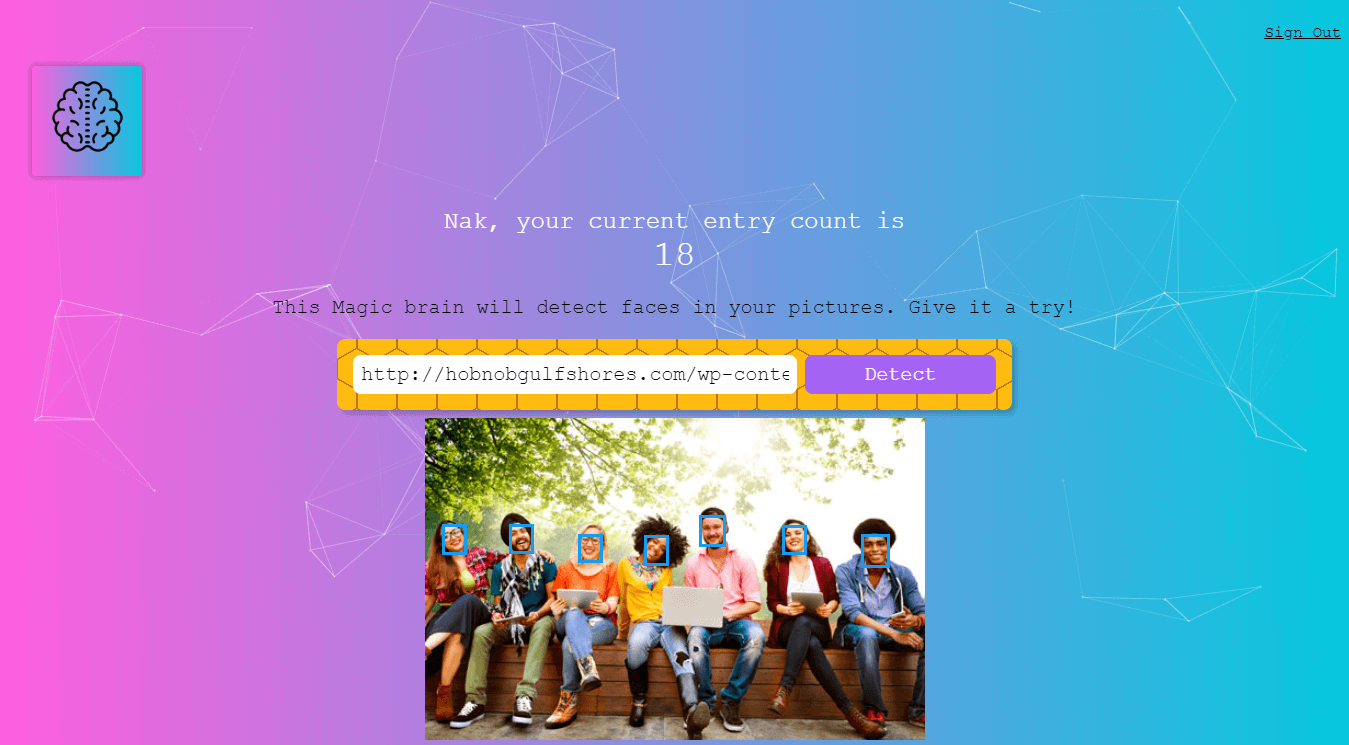 Sign Out
Nak, your current entry count is
18
This Magic brain will detect faces in your pictures. Give it a try!
http://hobnobgulfshores.com/wp-conte
Detect